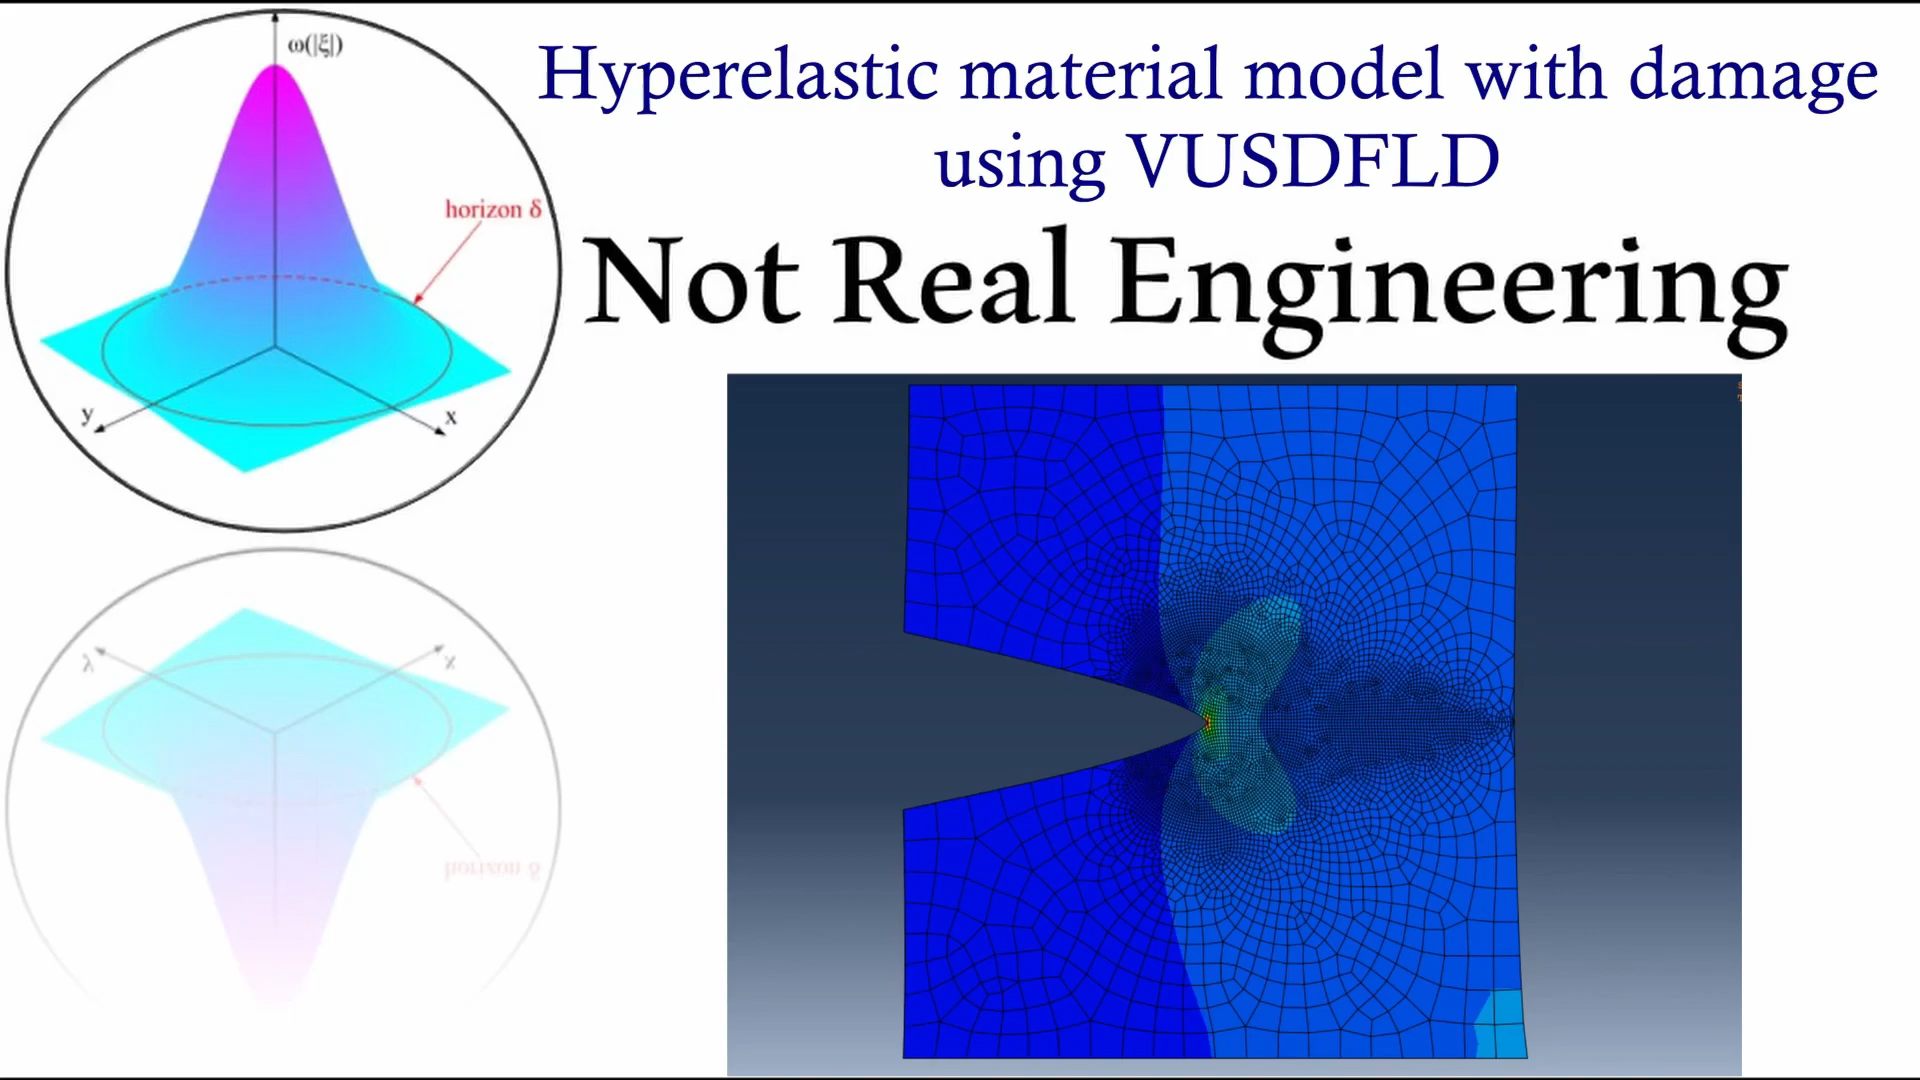 ω(|ξ|)
horizon δ
y
x
Hyperelastic material model with damage
using VUSDFLD
Not Real Engineering